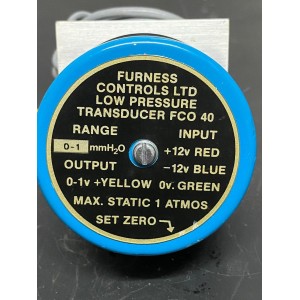 FURNESS
CONTROLS LTD
LOW PRESSURE
TRANSDUCER FCO 40
RANGE INPUT
0-1 mmH₂O +12v RED
OUTPUT -12v BLUE
0-1v +YELLOW 0v. GREEN
MAX. STATIC 1 ATMOS
SET ZERO